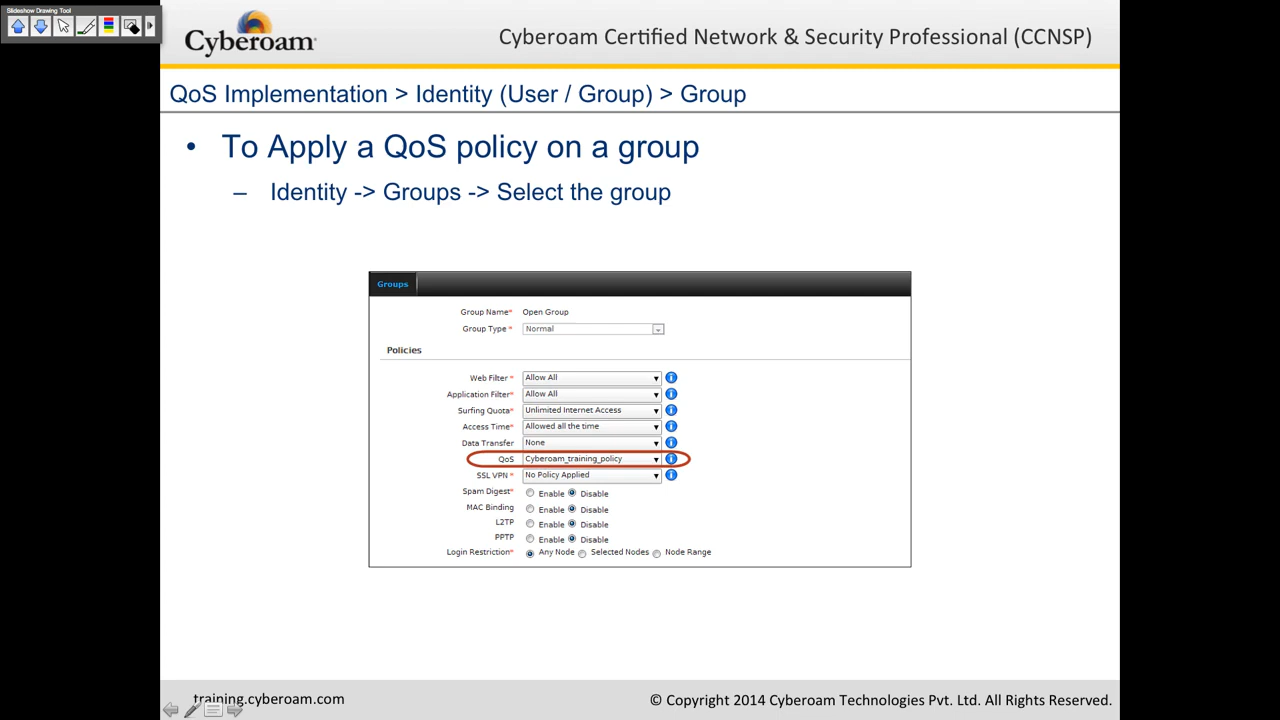 Slideshow Drawing Tool
Cyberoam
Cyberoam Certified Network & Security Professional (CCNSP)
QoS Implementation > Identity (User / Group) > Group
• To Apply a QoS policy on a group
– Identity -> Groups -> Select the group
Groups
Group Name* Open Group
Group Type * Normal
Policies
Web Filter * Allow All
Application Filter* Allow All
Surfing Quota* Unlimited Internet Access
Access Time* Allowed all the time
Data Transfer None
QoS Cyberoam_training_policy
SSL VPN * No Policy Applied
Spam Digest* Enable Disable
MAC Binding Enable Disable
L2TP Enable Disable
PPTP Enable Disable
Login Restriction* Any Node Selected Nodes Node Range
training.cyberoam.com
© Copyright 2014 Cyberoam Technologies Pvt. Ltd. All Rights Reserved.